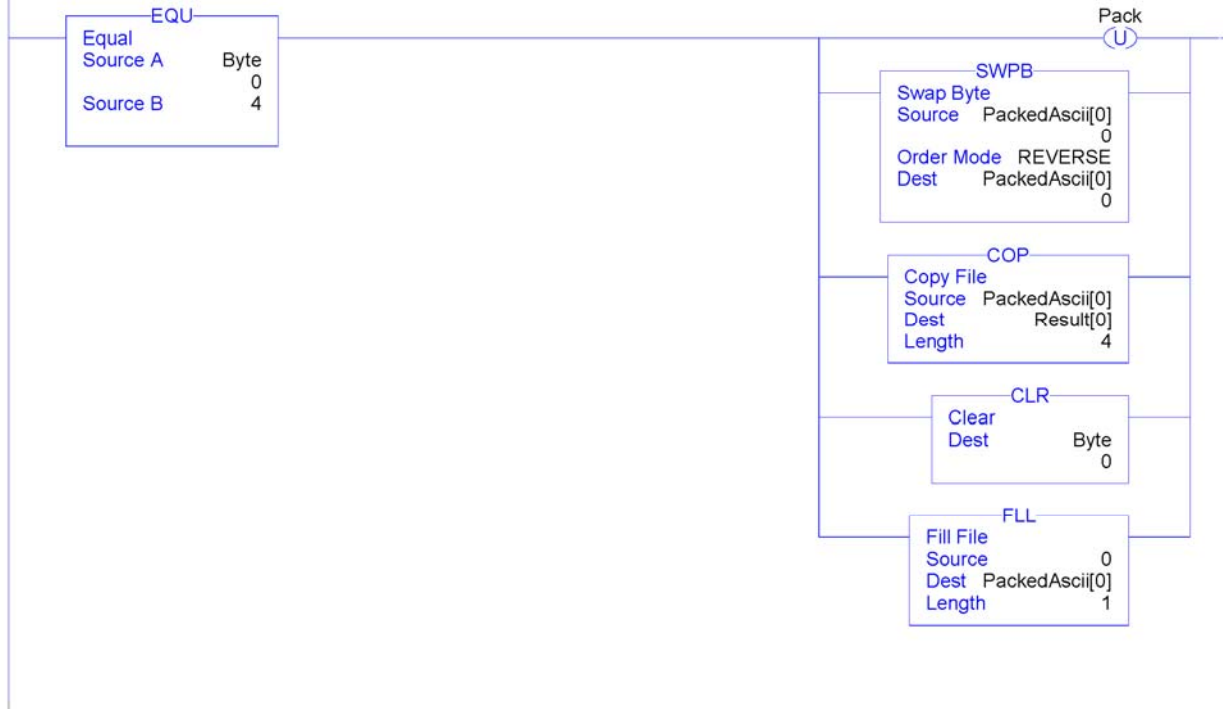 EQU
Equal
Source A Byte
0
Source B 4
Pack
U
SWPB
Swap Byte
Source PackedAscii[0]
0
Order Mode REVERSE
Dest PackedAscii[0]
0
COP
Copy File
Source PackedAscii[0]
Dest Result[0]
Length 4
CLR
Clear
Dest Byte
0
FLL
Fill File
Source 0
Dest PackedAscii[0]
Length 1